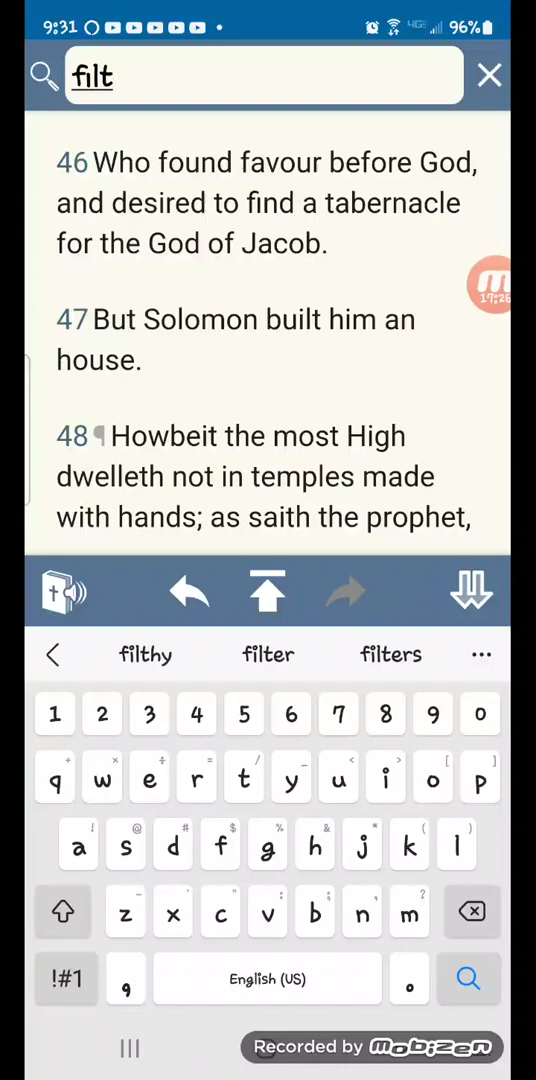 9:31 4GE 96%
filt
46 Who found favour before God,
and desired to find a tabernacle
for the God of Jacob.
17:26
47 But Solomon built him an
house.
48 ¶ Howbeit the most High
dwelleth not in temples made
with hands; as saith the prophet,
filthy filter filters ...
1 2 3 4 5 6 7 8 9 0
+ × ÷ = / _ < > [ ]
q w e r t y u i o p
! @ # $ % ^ & * ( )
a s d f g h j k l
- ' " : ; , ?
z x c v b n m
!#1 , English (US) .
Recorded by mobizen